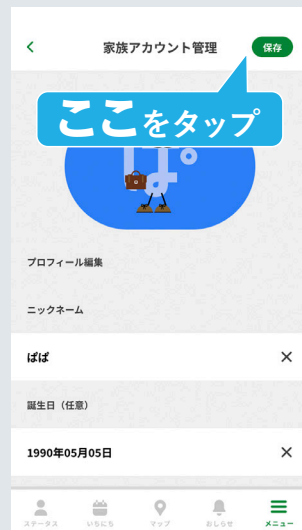 家族アカウント管理
保存
ここをタップ
ぱ
プロフィール編集
ニックネーム
ぱぱ
誕生日（任意）
1990年05月05日
ステータス
いちにち
マップ
おしらせ
メニュー